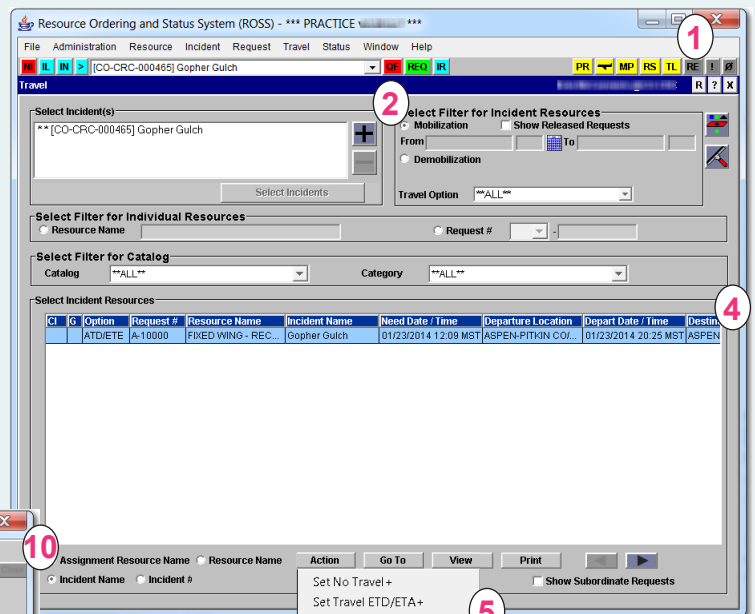 Resource Ordering and Status System (ROSS) - *** PRACTICE ***
1
File Administration Resource Incident Request Travel Status Window Help
NI IL IN > [CO-CRC-000465] Gopher Gulch QF REQ IR PR MP RS TL RE ! Ø
Travel R ? X
2
Select Incident(s)
** [CO-CRC-000465] Gopher Gulch
Select Incidents
Select Filter for Incident Resources
Mobilization Show Released Requests
From To
Demobilization
Travel Option **ALL**
Select Filter for Individual Resources
Resource Name Request # -
Select Filter for Catalog
Catalog **ALL** Category **ALL**
4
Select Incident Resources
CI G Option Request # Resource Name Incident Name Need Date / Time Departure Location Depart Date / Time Destin
ATD/ETE A-10000 FIXED WING - REC... Gopher Gulch 01/23/2014 12:09 MST ASPEN-PITKIN CO/... 01/23/2014 20:25 MST ASPEN
X
10
Close
Assignment Resource Name Resource Name Action Go To View Print
Incident Name Incident # Show Subordinate Requests
Set No Travel+
Set Travel ETD/ETA+
5